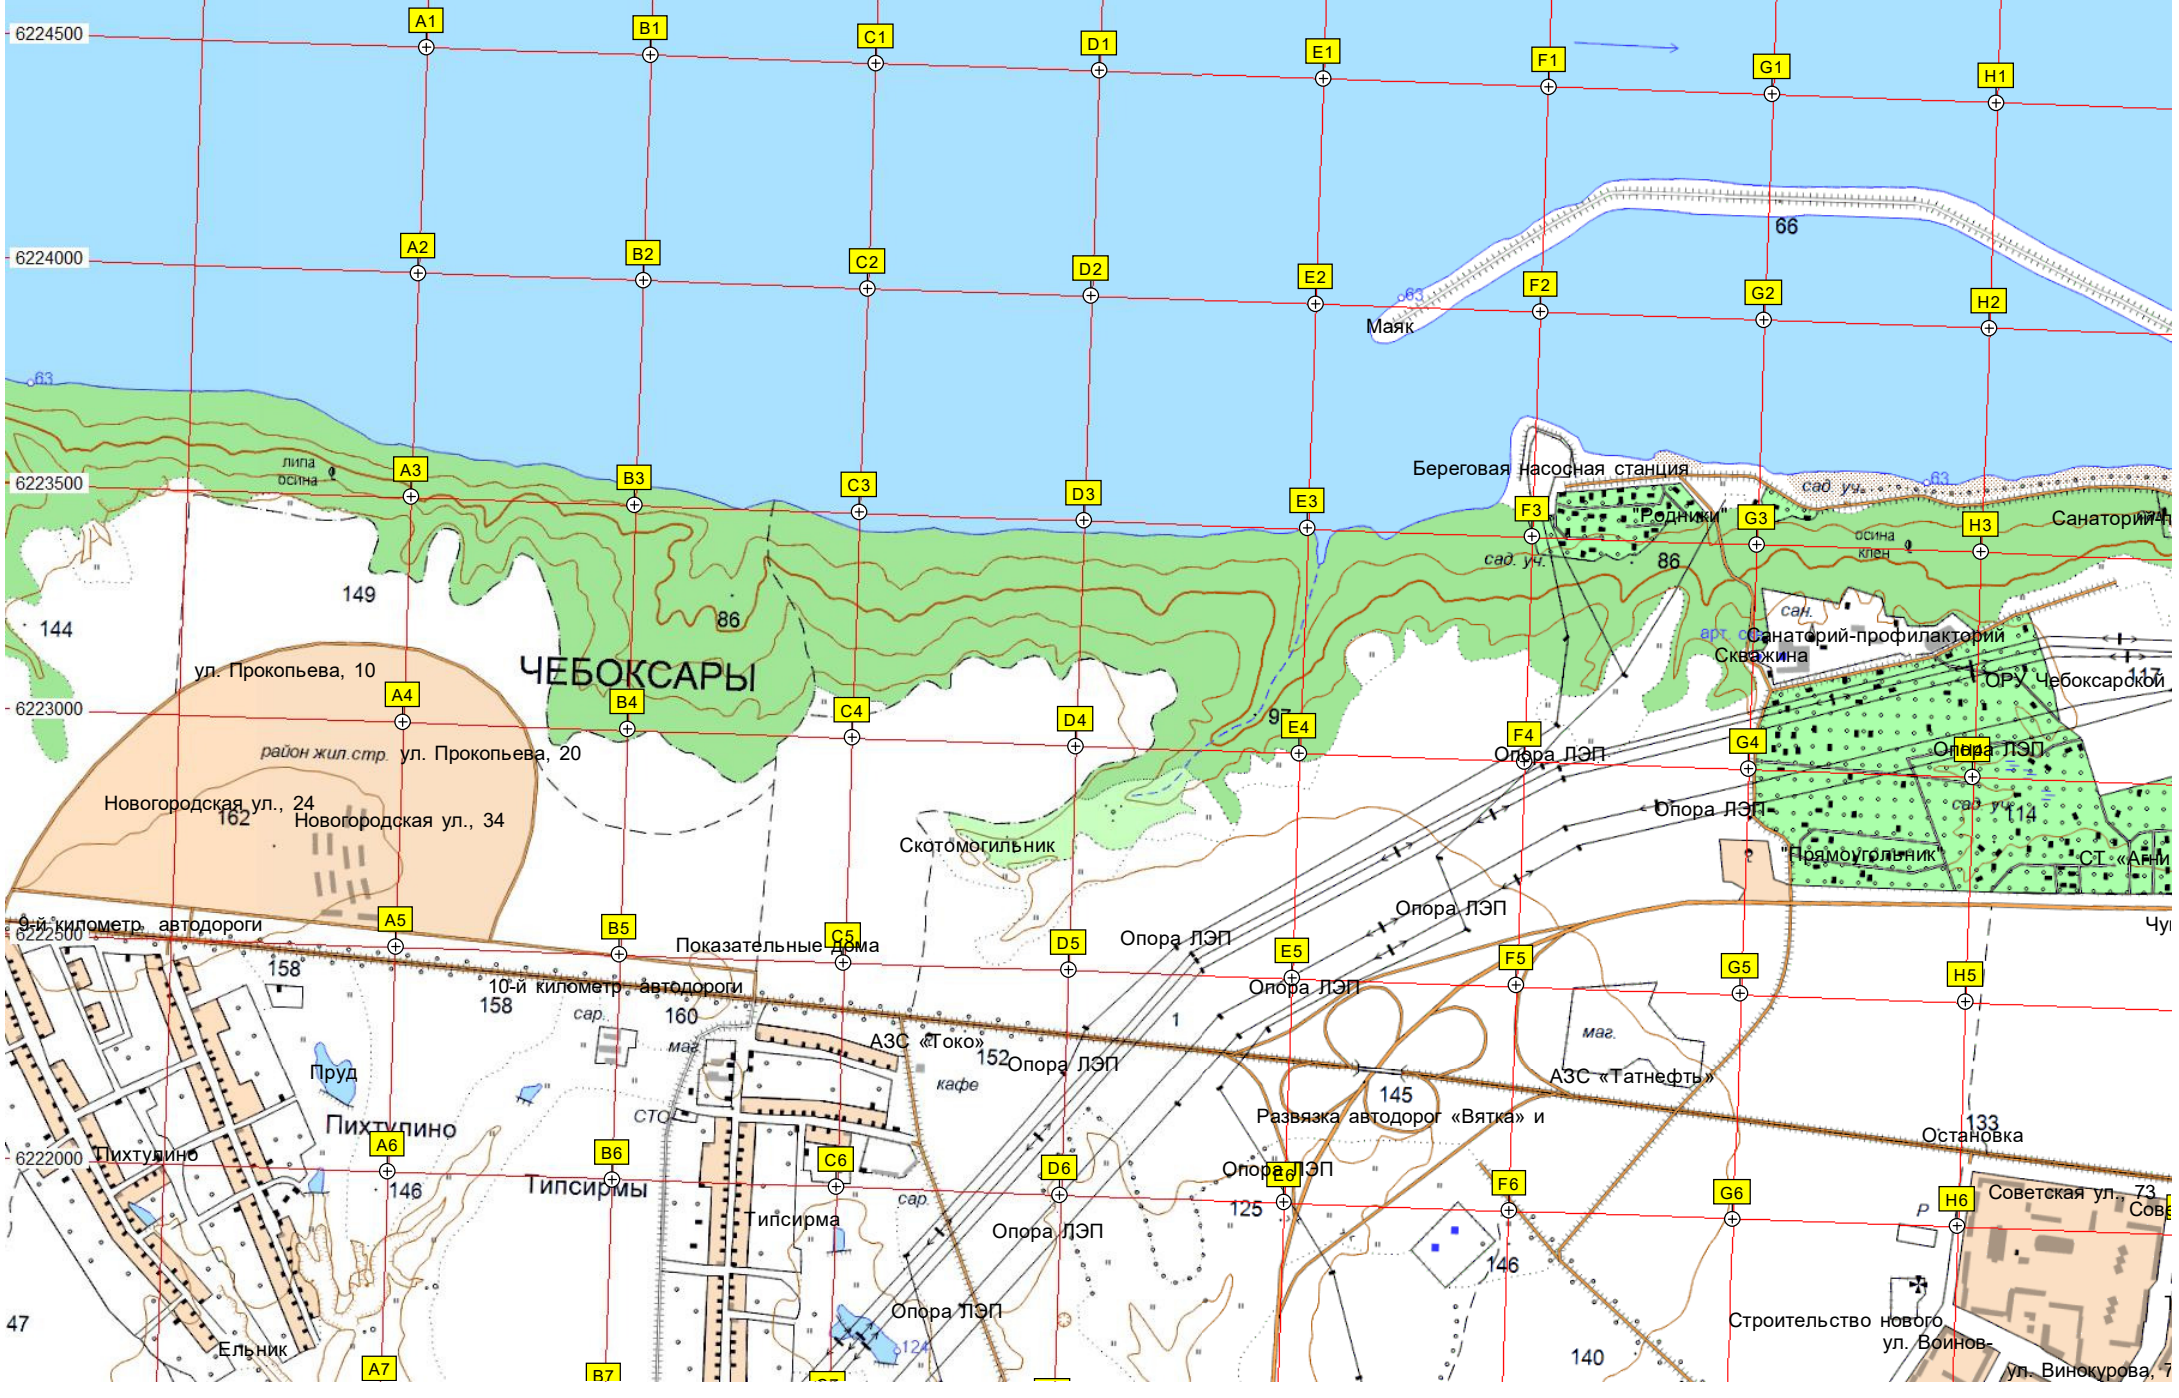 A1
B1
C1
D1
E1
F1
G1
H1
6224500
66
A2
B2
C2
D2
E2
F2
G2
H2
6224000
63
Маяк
63
липа
осина
A3
B3
C3
D3
E3
F3
G3
H3
6223500
Береговая насосная станция
сад. уч.
63
"Родники"
Санаторий-п
осина
клен
сад. уч.
86
149
144
86
сан.
арт. с
Санаторий-профилакторий
Скважина
ул. Прокопьева, 10
ЧЕБОКСАРЫ
117
ОРУ Чебоксарской
A4
B4
C4
D4
97
E4
F4
G4
H4
6223000
район жил.стр.
ул. Прокопьева, 20
Опора ЛЭП
Опора ЛЭП
Новогородская ул., 24
162
Новогородская ул., 34
Опора ЛЭП
сад. уч.
114
Скотомогильник
"Прямоугольник"
СТ «Агни
A5
B5
C5
D5
E5
F5
G5
H5
6222500
9-й километр автодороги
Показательные дома
Опора ЛЭП
Опора ЛЭП
Чу
158
10-й километр автодороги
Опора ЛЭП
158
сар.
160
1
маг.
маг.
АЗС «Токо»
152
Опора ЛЭП
кафе
Пруд
АЗС «Татнефть»
145
СТО
Развязка автодорог «Вятка» и
133
Пихтулино
Остановка
A6
B6
C6
D6
E6
F6
G6
H6
6222000
Пихтулино
Опора ЛЭП
146
Типсирмы
сар.
125
Р
Советская ул., 73
Сове
Типсирма
Опора ЛЭП
146
47
Опора ЛЭП
124
Строительство нового
ул. Воинов-
Ельник
140
A7
B7
ул. Винокурова, 7